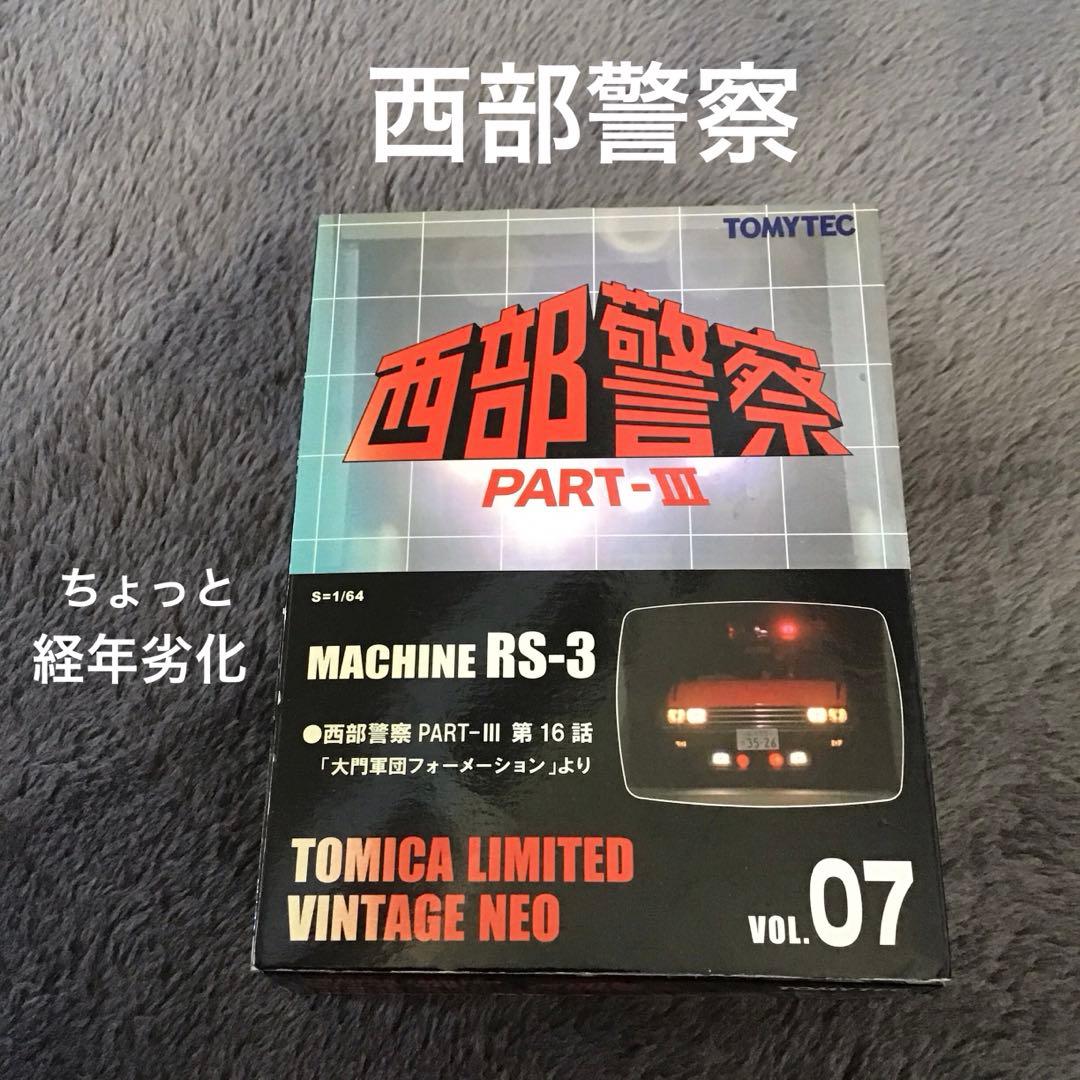 西部警察
TOMYTEC
西部警察
PART-III
ちょっと
経年劣化
S=1/64
MACHINE RS-3
●西部警察 PART-III 第16話
「大門軍団フォーメーション」より
35-26
TOMICA LIMITED
VINTAGE NEO
VOL.07